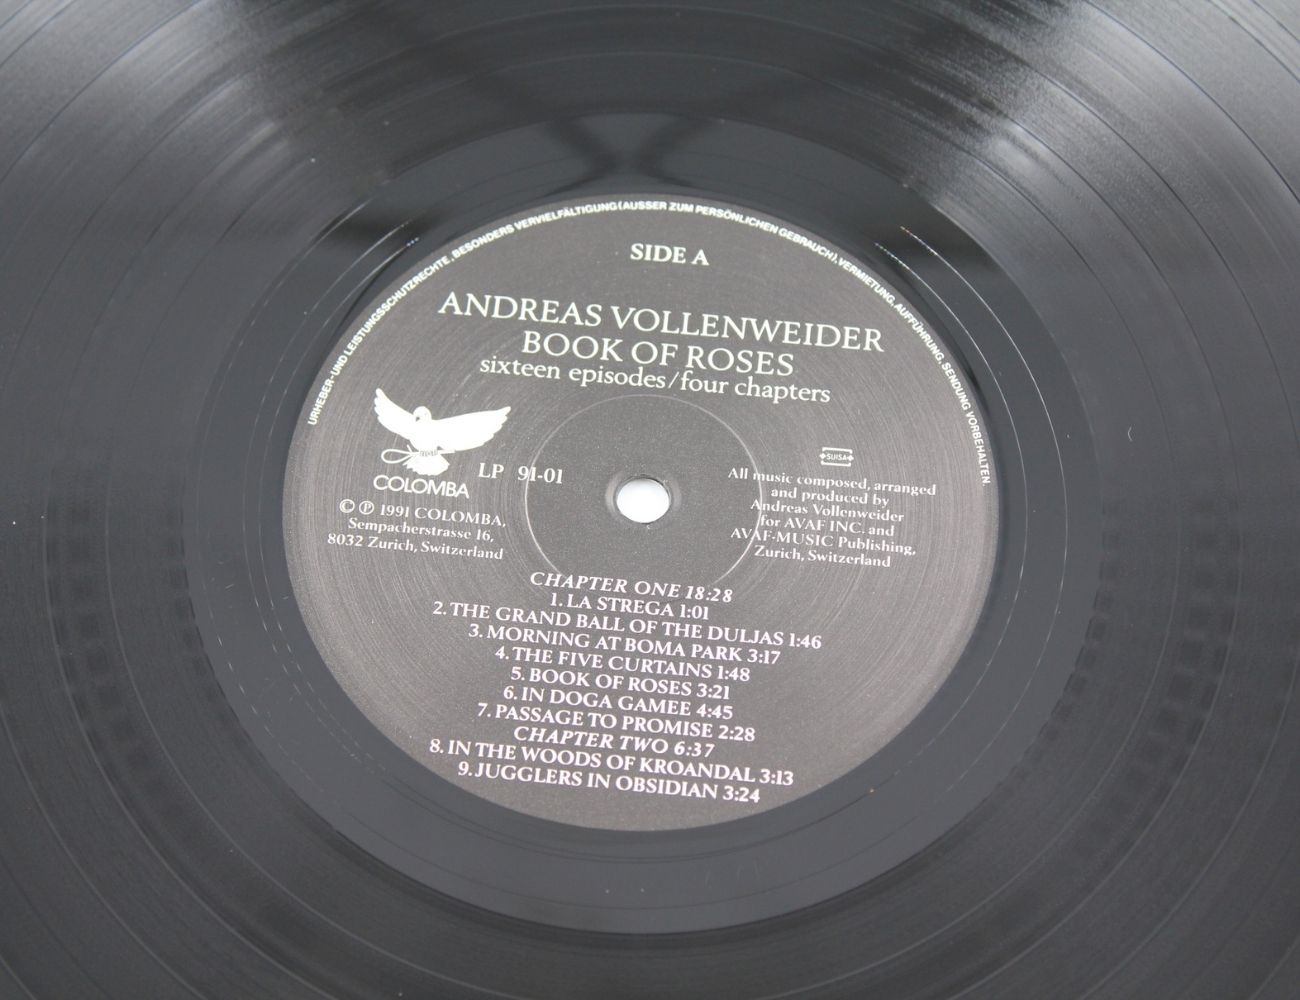 URHEBER-UND LEISTUNGSSCHUTZRECHTE, BESONDERS VERVIELFÄLTIGUNG (AUSSER ZUM PERSÖNLICHEN GEBRAUCH), VERMIETUNG, AUFFÜHRUNG, SENDUNG VORBEHALTEN.
SIDE A
ANDREAS VOLLENWEIDER
BOOK OF ROSES
sixteen episodes/four chapters
COLOMBA
LP 91-01
© ℗ 1991 COLOMBA,
Sempacherstrasse 16,
8032 Zurich, Switzerland
SUISA
All music composed, arranged
and produced by
Andreas Vollenweider
for AVAF INC. and
AVAF-MUSIC Publishing,
Zurich, Switzerland
CHAPTER ONE 18:28
1. LA STREGA 1:01
2. THE GRAND BALL OF THE DULJAS 1:46
3. MORNING AT BOMA PARK 3:17
4. THE FIVE CURTAINS 1:48
5. BOOK OF ROSES 3:21
6. IN DOGA GAMEE 4:45
7. PASSAGE TO PROMISE 2:28
CHAPTER TWO 6:37
8. IN THE WOODS OF KROANDAL 3:13
9. JUGGLERS IN OBSIDIAN 3:24